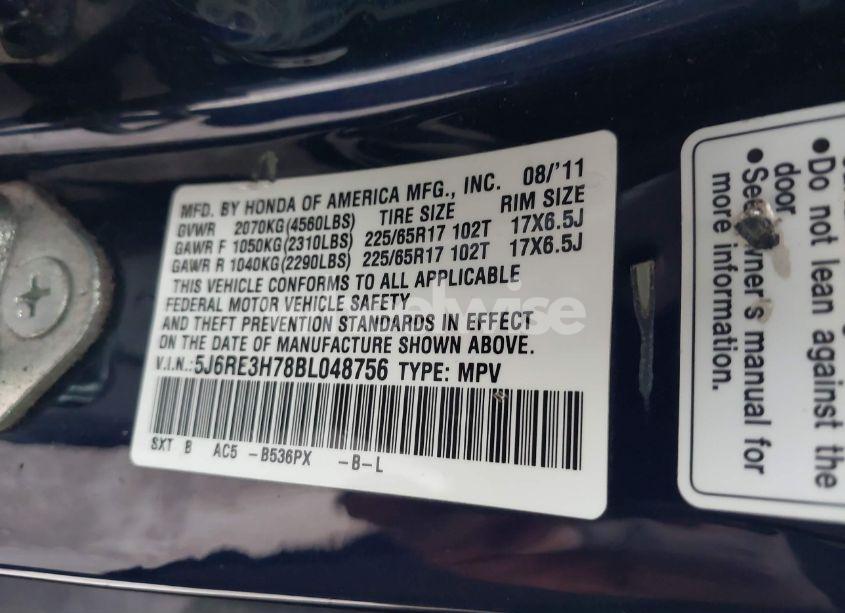 MFD. BY HONDA OF AMERICA MFG., INC. 08/'11
GVWR 2070KG(4560LBS) TIRE SIZE RIM SIZE
GAWR F 1050KG(2310LBS) 225/65R17 102T 17X6.5J
GAWR R 1040KG(2290LBS) 225/65R17 102T 17X6.5J
THIS VEHICLE CONFORMS TO ALL APPLICABLE
FEDERAL MOTOR VEHICLE SAFETY
AND THEFT PREVENTION STANDARDS IN EFFECT
ON THE DATE OF MANUFACTURE SHOWN ABOVE.
V.I.N.:5J6RE3H78BL048756 TYPE: MPV
SXT B AC5 -B536PX -B-L
• Do not lean against the
door
• See owner's manual for
more information.